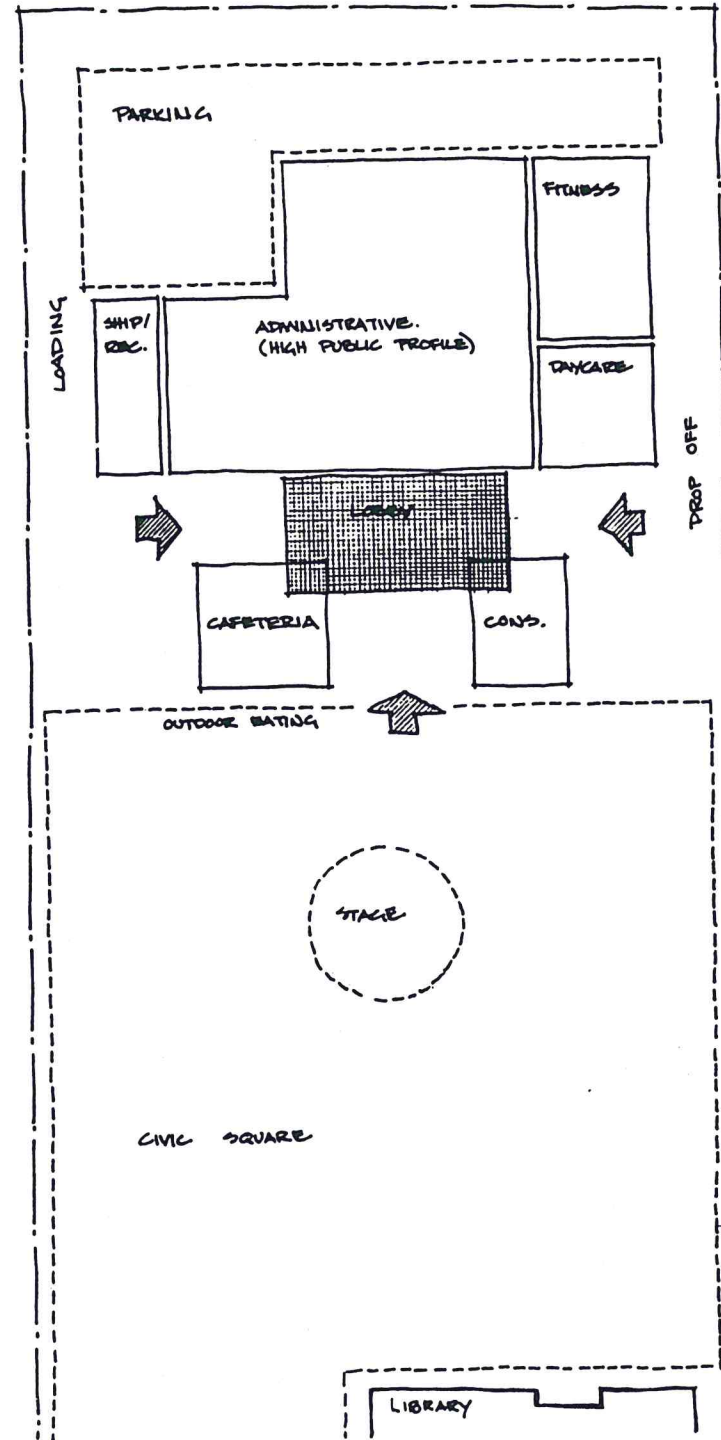 PARKING
FITNESS
LOADING
SHIP/
REC.
ADMINISTRATIVE.
(HIGH PUBLIC PROFILE)
DAYCARE
DROP OFF
LOBBY
CAFETERIA
CONS.
OUTDOOR EATING
STAGE
CIVIC SQUARE
LIBRARY